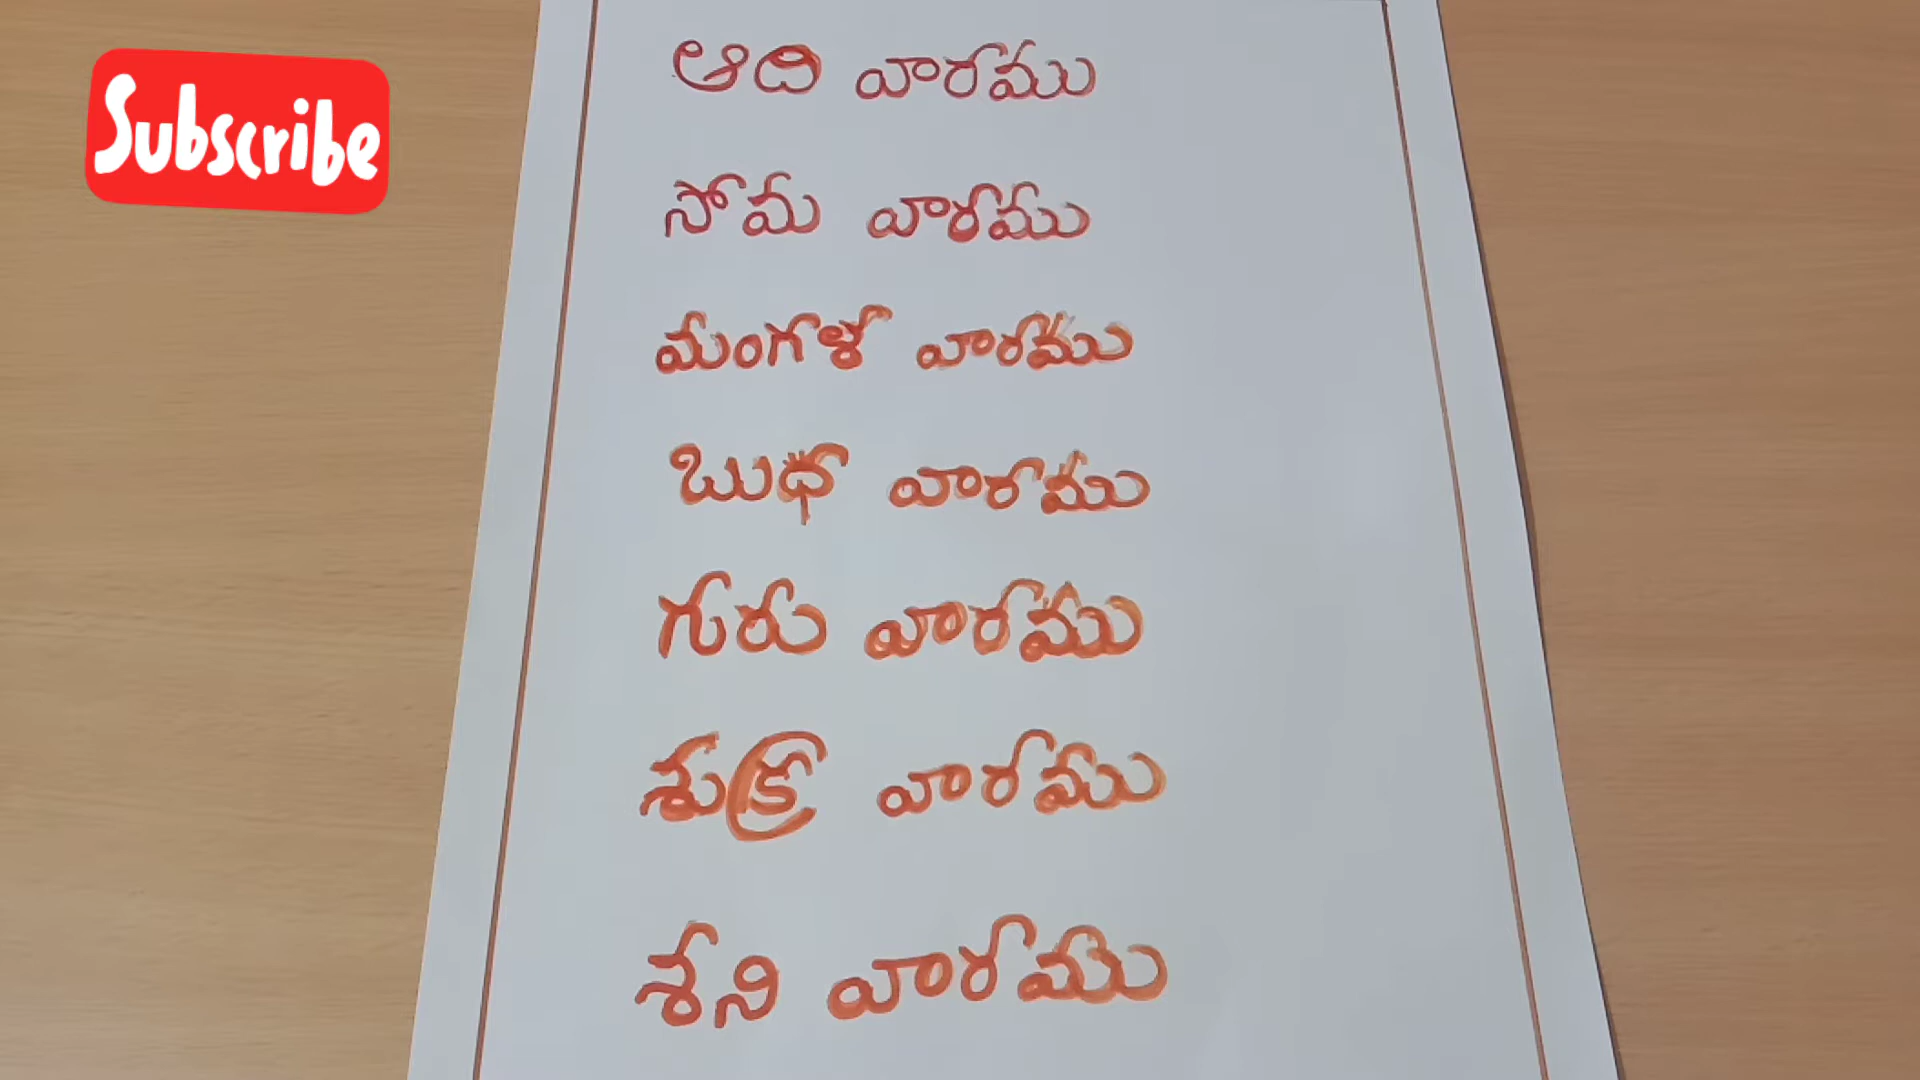 Subscribe
ఆది వారము
సోమ వారము
మంగళ వారము
బుధ వారము
గురు వారము
శుక్ర వారము
శని వారము